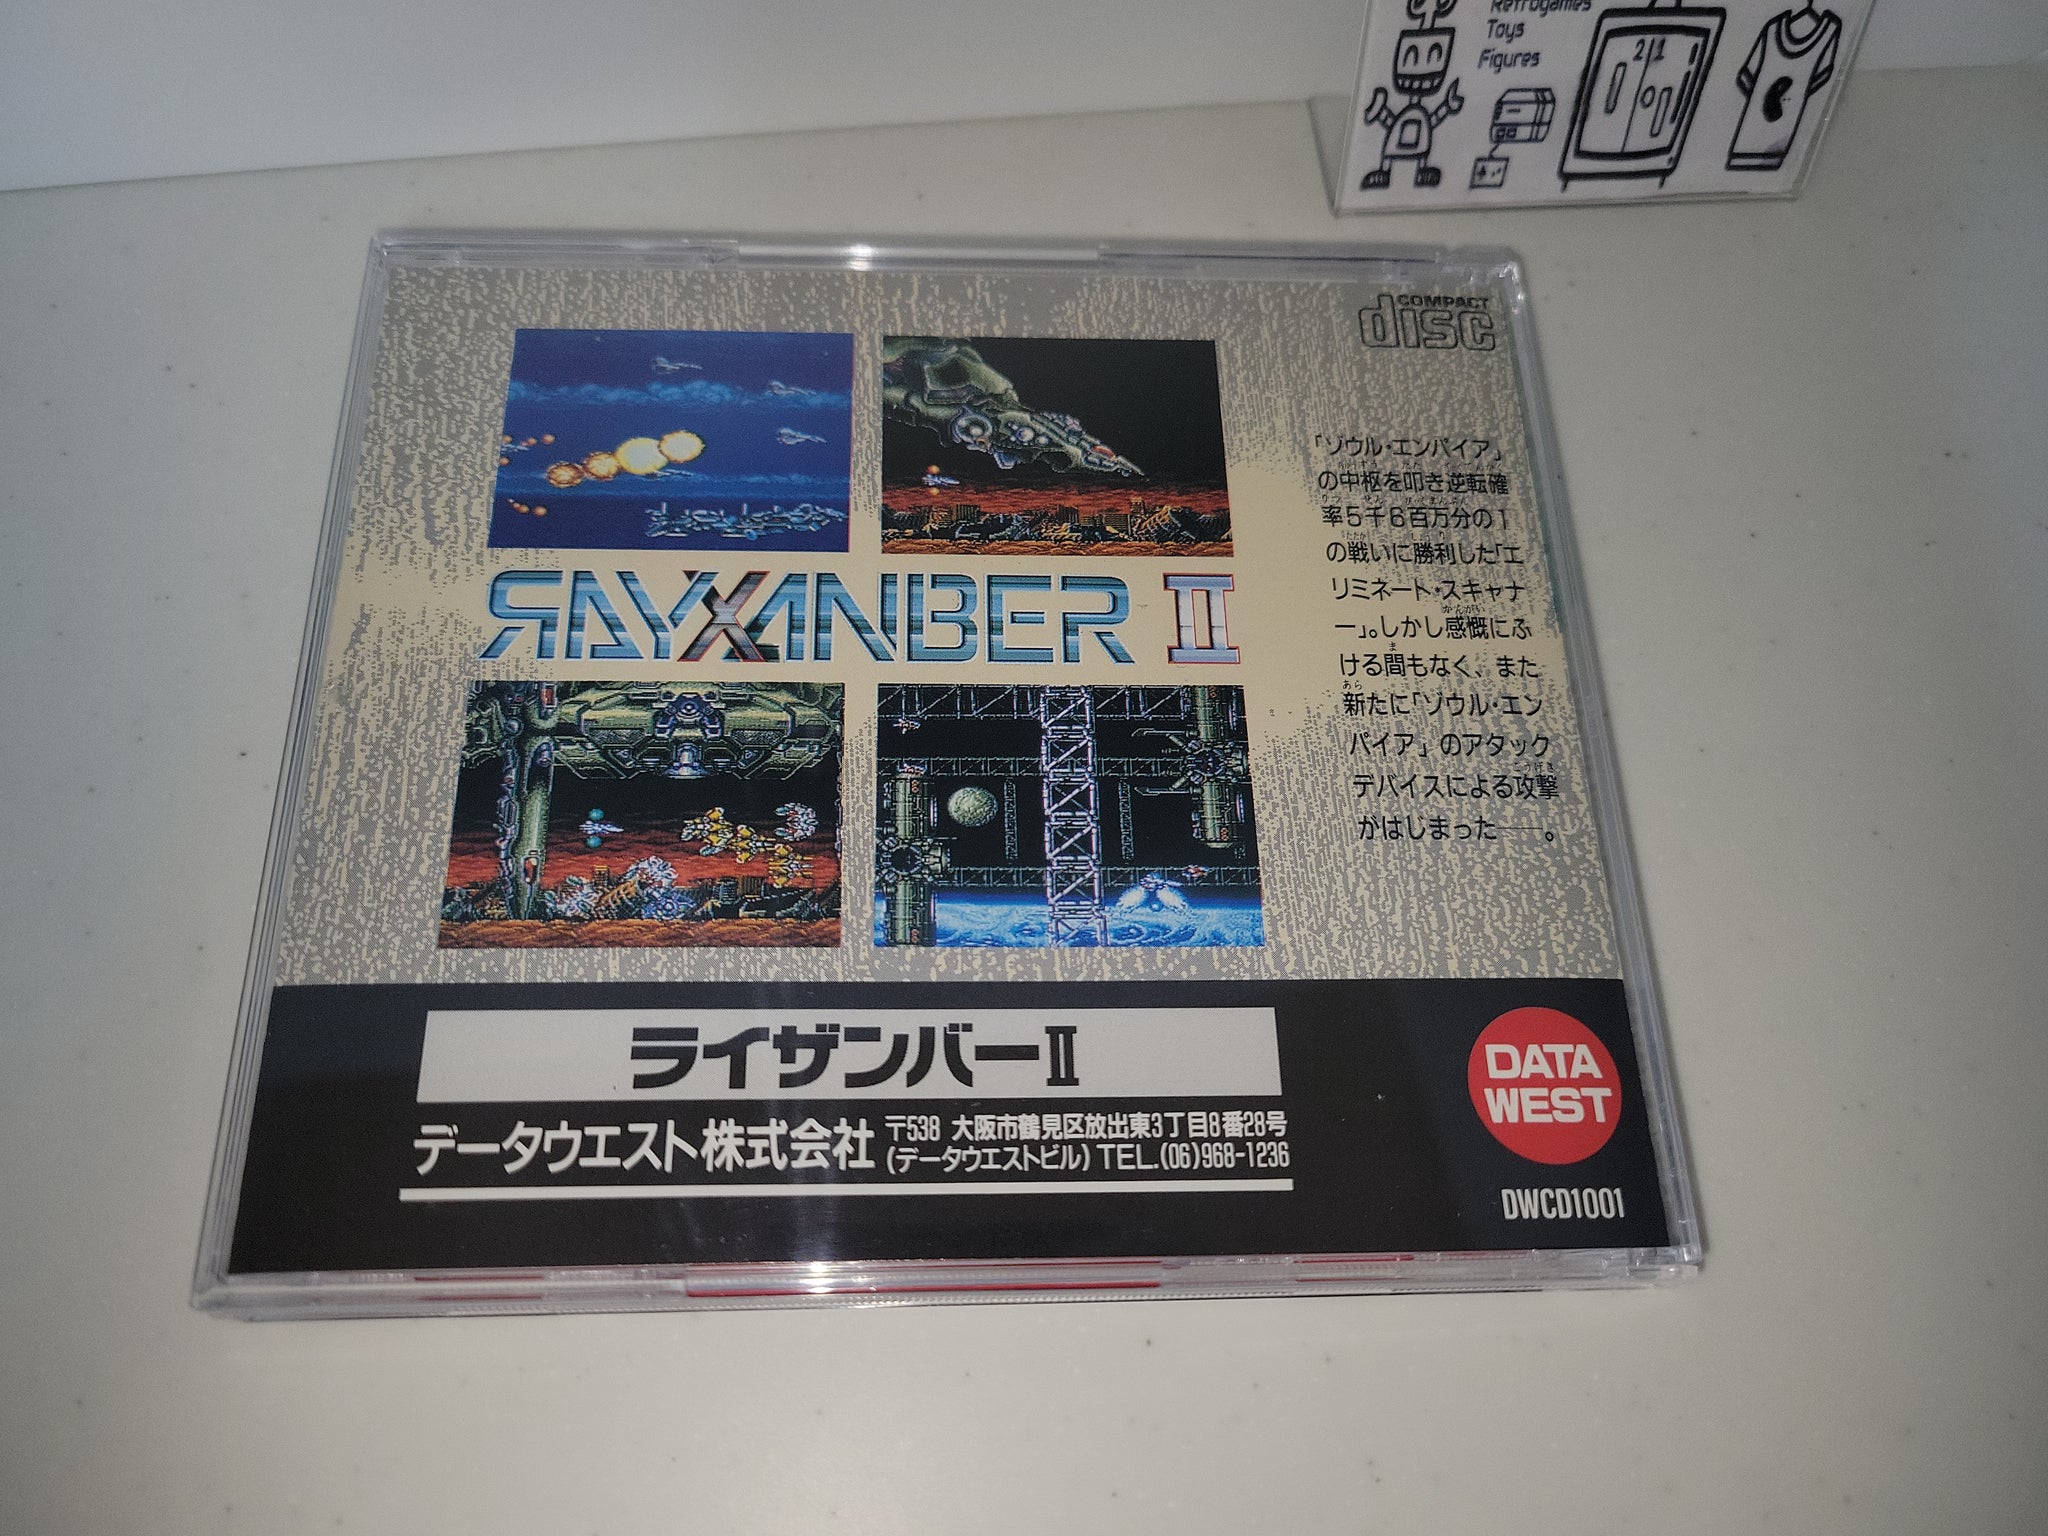 Retrogames
Toys
Figures
21
COMPACT
disc
「ゾウル・エンパイア」
の中枢を叩き逆転確
率5千6百万分の1
の戦いに勝利した「エ
リミネート・スキャナ
ー」。しかし感慨にふ
ける間もなく、また
新たに「ゾウル・エン
パイア」のアタック
デバイスによる攻撃
がはじまった──。
RAYXANBER II
ライザンバーII
データウエスト株式会社
〒538 大阪市鶴見区放出東3丁目8番28号
(データウエストビル) TEL.(06)968-1236
DATA
WEST
DWCD1001